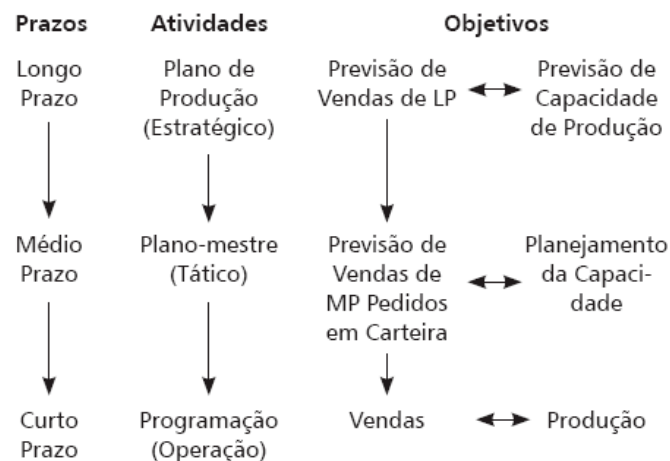 Prazos Atividades Objetivos
Longo Prazo
Plano de Produção (Estratégico)
Previsão de Vendas de LP
Previsão de Capacidade de Produção
Médio Prazo
Plano-mestre (Tático)
Previsão de Vendas de MP Pedidos em Carteira
Planejamento da Capaci-dade
Curto Prazo
Programação (Operação)
Vendas
Produção